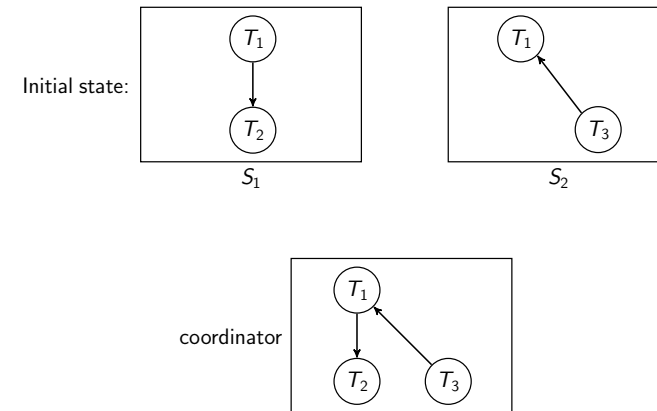 T1 T1
Initial state:
T2 T3
S1 S2
T1
coordinator
T2 T3